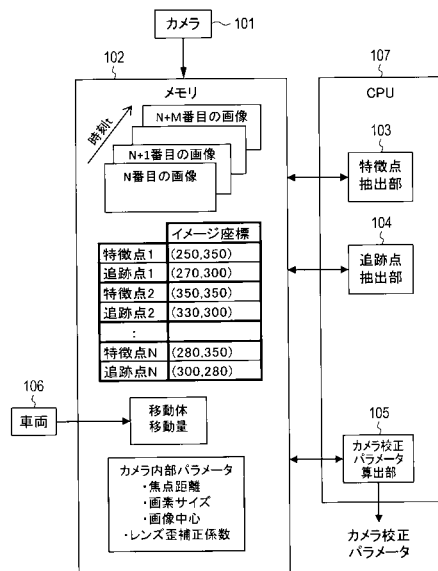 カメラ
101
102
107
メモリ
CPU
時刻t
N+M番目の画像
N+1番目の画像
N番目の画像
103
特徴点
抽出部
イメージ座標
特徴点1 (250,350)
追跡点1 (270,300)
特徴点2 (350,350)
追跡点2 (330,300)
:
特徴点N (280,350)
追跡点N (300,280)
104
追跡点
抽出部
106
車両
移動体
移動量
105
カメラ校正
パラメータ
算出部
カメラ内部パラメータ
・焦点距離
・画素サイズ
・画像中心
・レンズ歪補正係数
カメラ校正
パラメータ